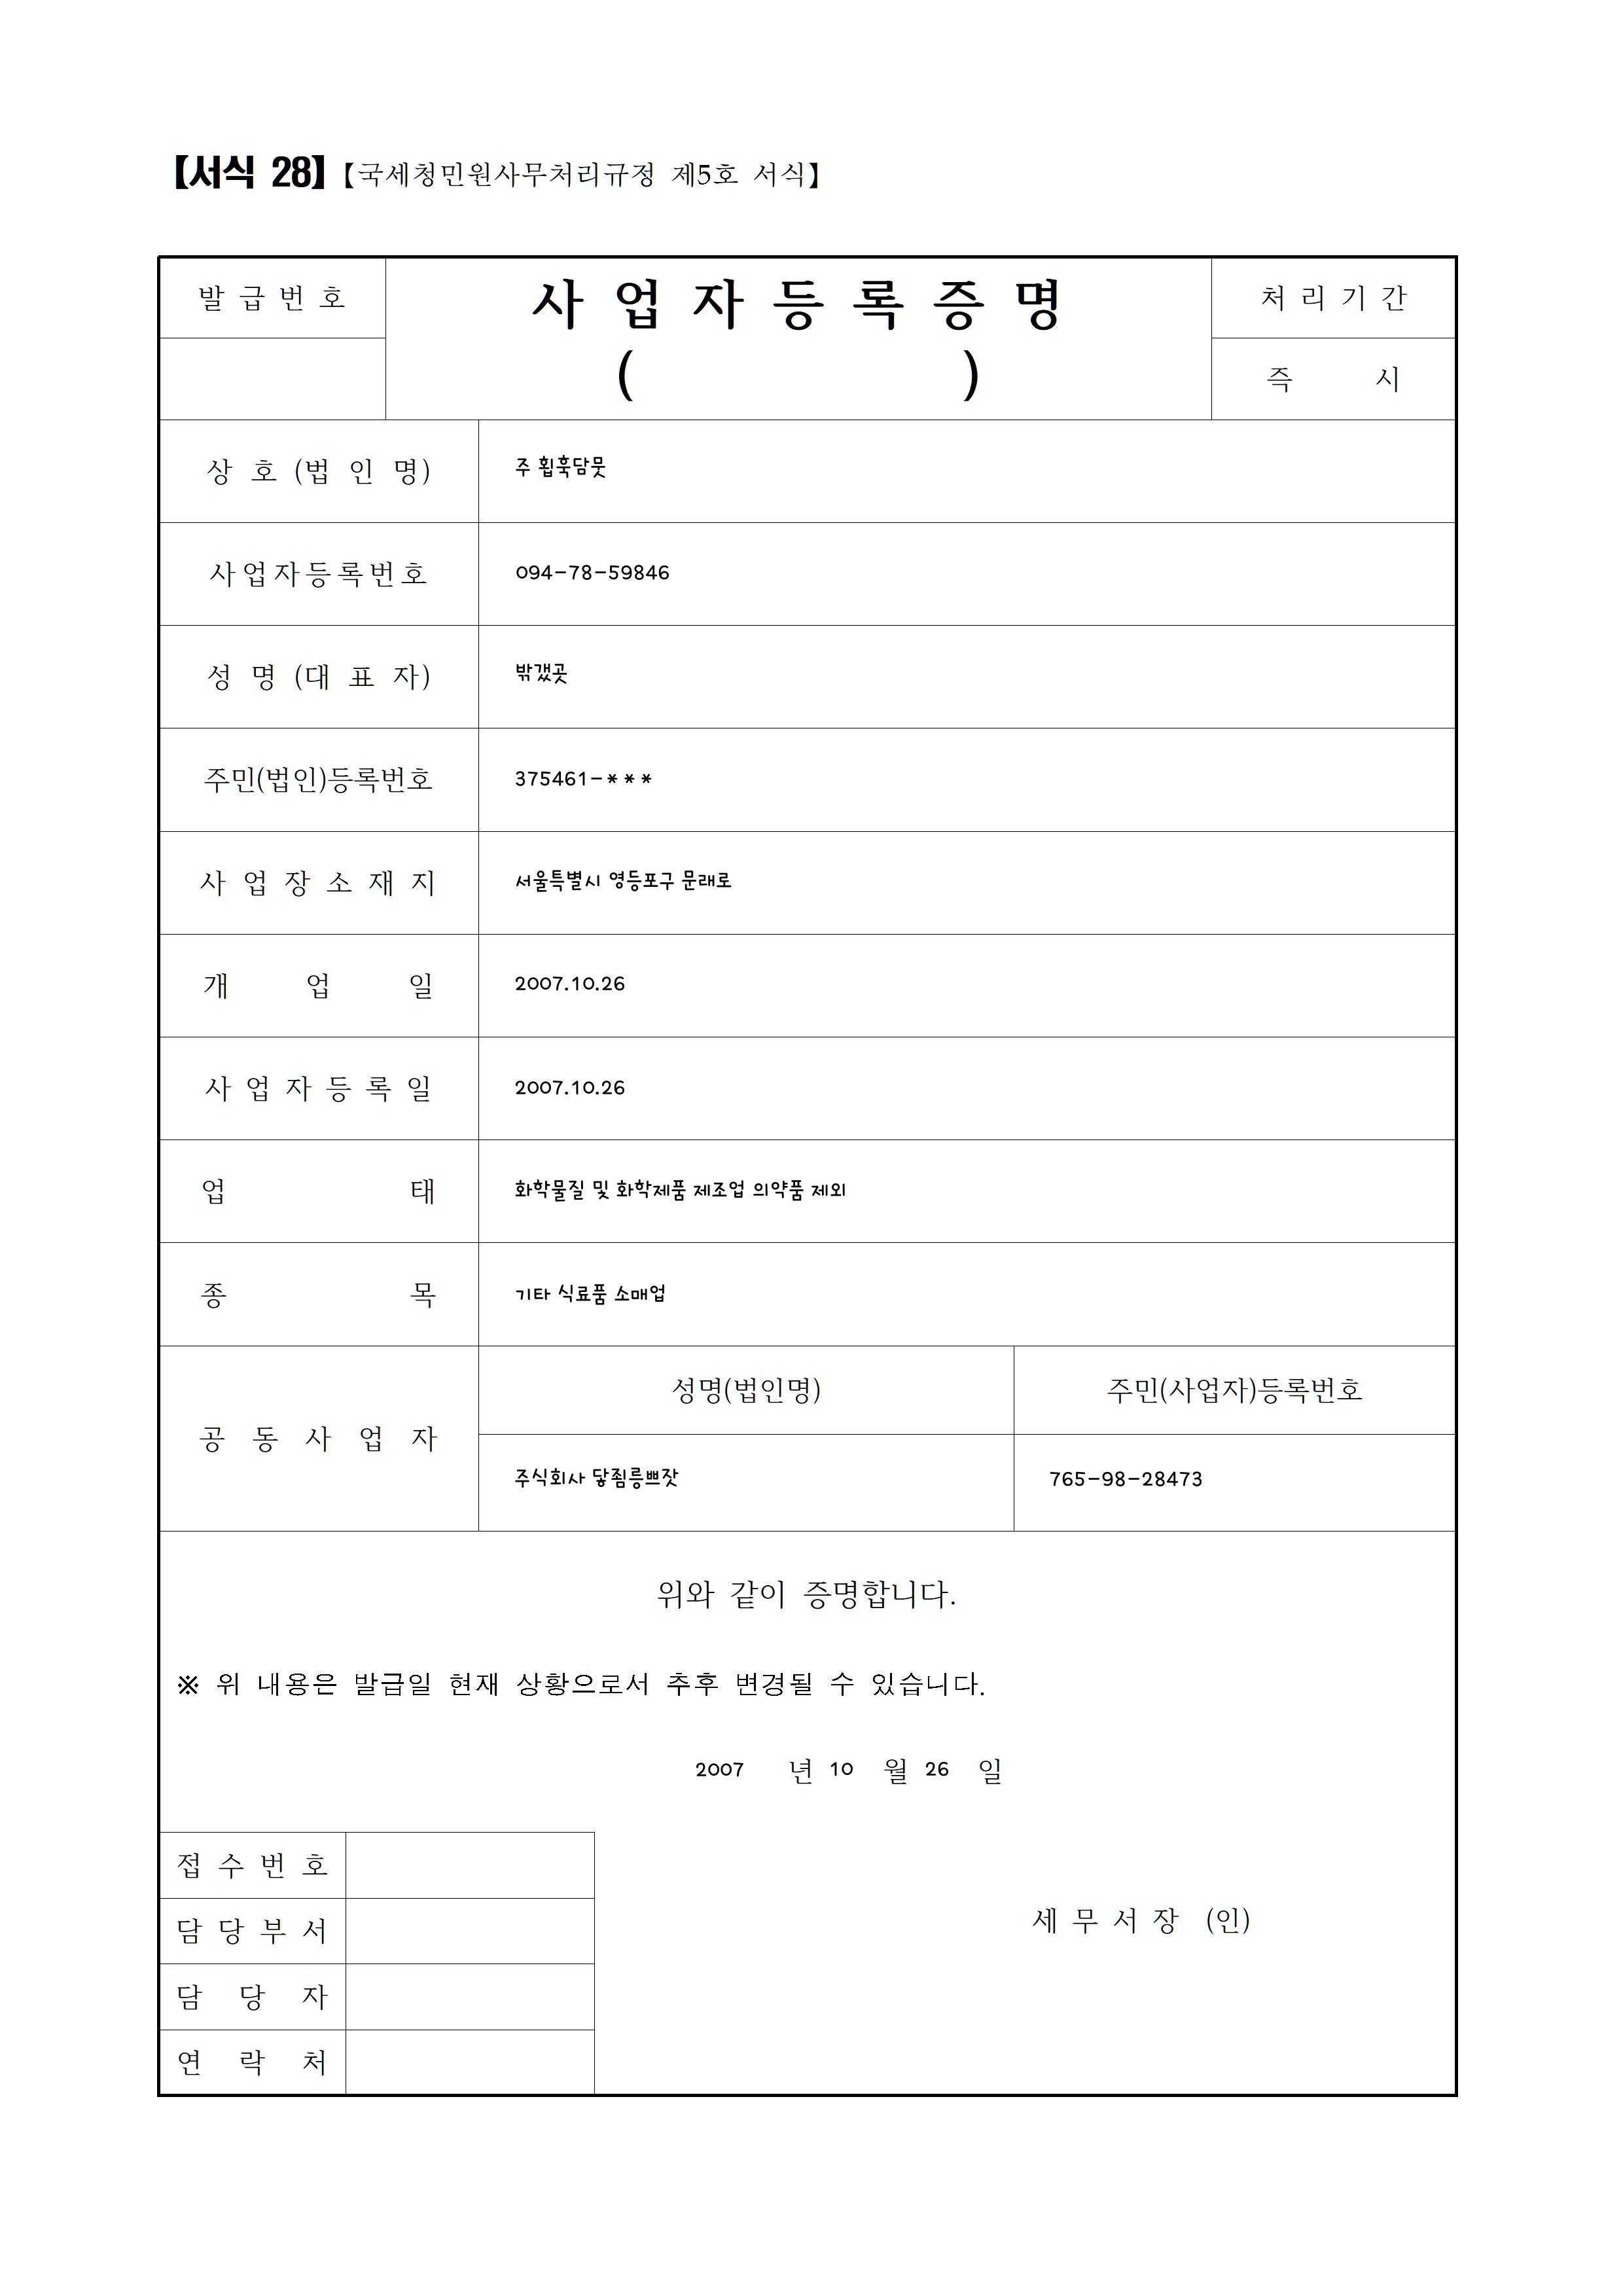 【서식 28】【국세청민원사무처리규정 제5호 서식】
발급번호
사업자등록증명
( )
처리기간
즉 시
상 호 (법 인 명) 주 휩훅담뭇
사업자등록번호 094-78-59846
성 명 (대 표 자) 밖갰곳
주민(법인)등록번호 375461-***
사업장소재지 서울특별시 영등포구 문래로
개 업 일 2007.10.26
사업자등록일 2007.10.26
업 태 화학물질 및 화학제품 제조업 의약품 제외
종 목 기타 식료품 소매업
공동사업자
성명(법인명) 주민(사업자)등록번호
주식회사 닿죔릉쁘잣 765-98-28473
위와 같이 증명합니다.
※ 위 내용은 발급일 현재 상황으로서 추후 변경될 수 있습니다.
2007 년 10 월 26 일
접수번호
담당부서
담 당 자
연 락 처
세 무 서 장 (인)